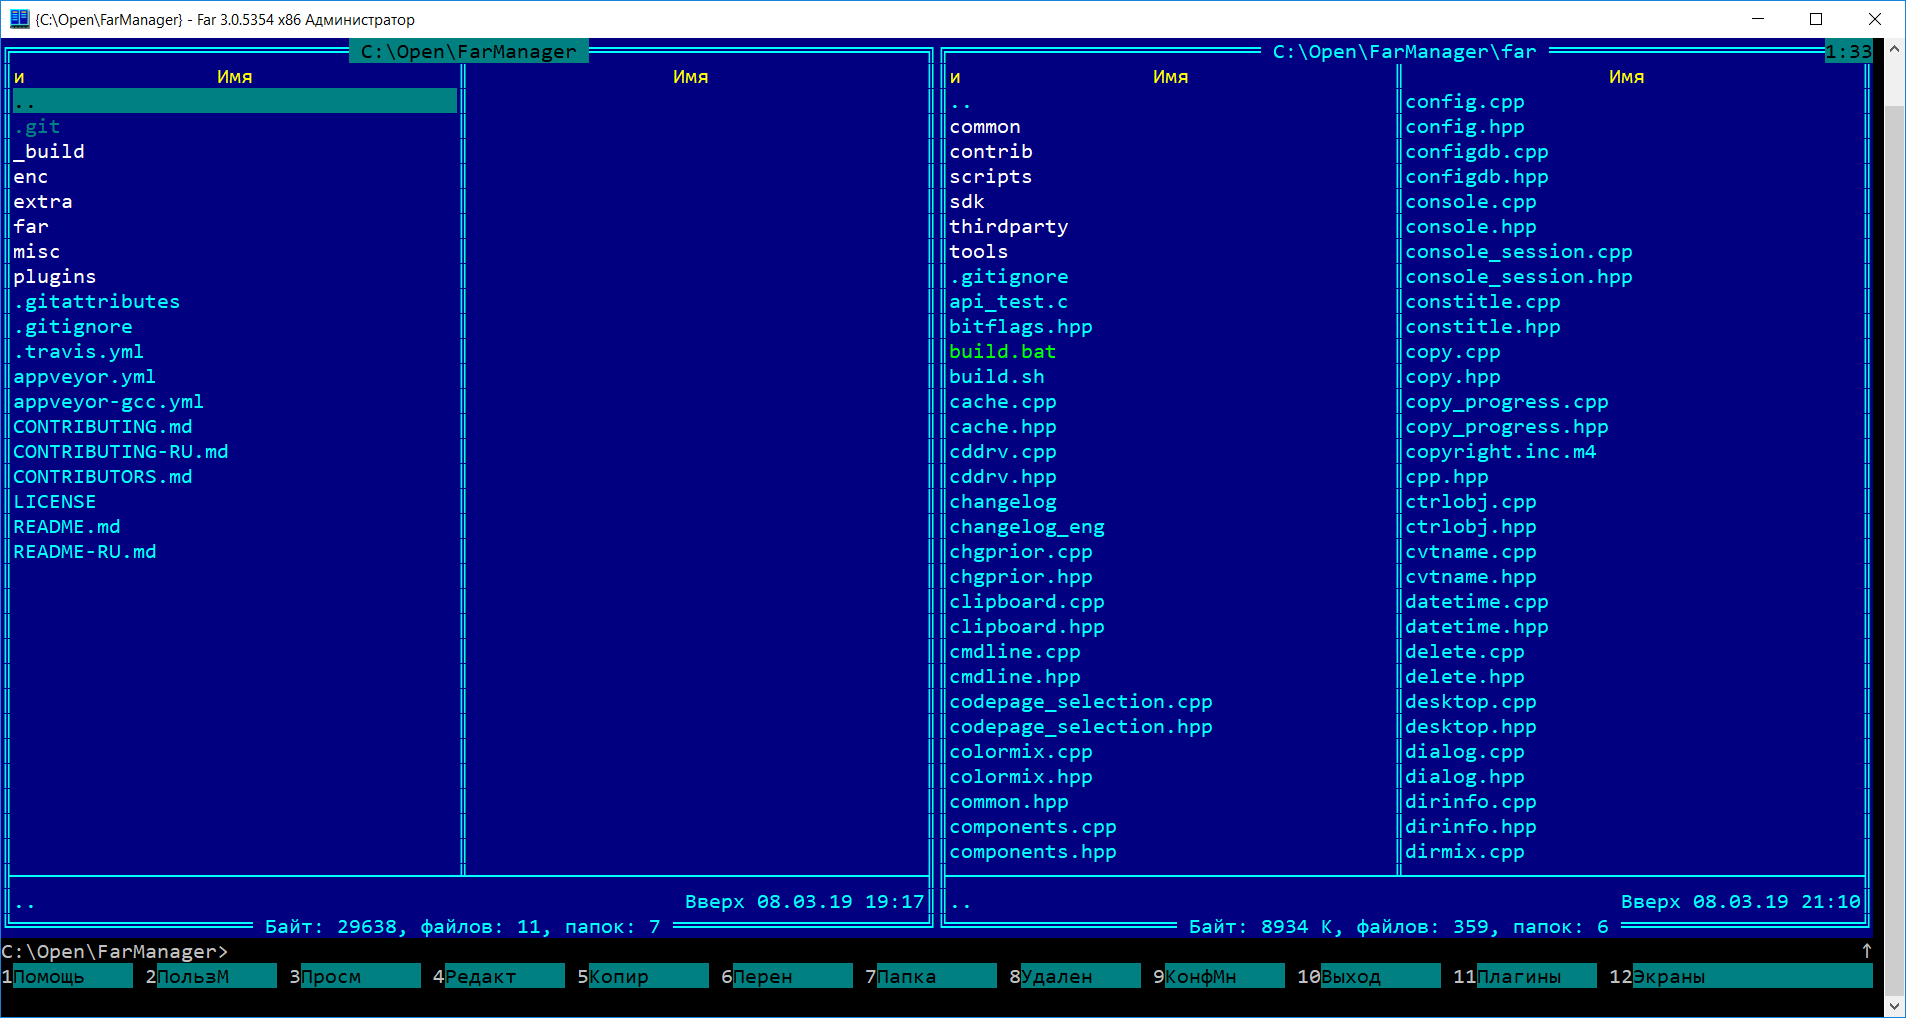 {C:\Open\FarManager} - Far 3.0.5354 x86 Администратор
C:\Open\FarManager
и Имя Имя
..
.git
_build
enc
extra
far
misc
plugins
.gitattributes
.gitignore
.travis.yml
appveyor.yml
appveyor-gcc.yml
CONTRIBUTING.md
CONTRIBUTING-RU.md
CONTRIBUTORS.md
LICENSE
README.md
README-RU.md
.. Вверх 08.03.19 19:17
Байт: 29638, файлов: 11, папок: 7
C:\Open\FarManager\far 1:33
и Имя Имя
..
common
contrib
scripts
sdk
thirdparty
tools
.gitignore
api_test.c
bitflags.hpp
build.bat
build.sh
cache.cpp
cache.hpp
cddrv.cpp
cddrv.hpp
changelog
changelog_eng
chgprior.cpp
chgprior.hpp
clipboard.cpp
clipboard.hpp
cmdline.cpp
cmdline.hpp
codepage_selection.cpp
codepage_selection.hpp
colormix.cpp
colormix.hpp
common.hpp
components.cpp
components.hpp
config.cpp
config.hpp
configdb.cpp
configdb.hpp
console.cpp
console.hpp
console_session.cpp
console_session.hpp
constitle.cpp
constitle.hpp
copy.cpp
copy.hpp
copy_progress.cpp
copy_progress.hpp
copyright.inc.m4
cpp.hpp
ctrlobj.cpp
ctrlobj.hpp
cvtname.cpp
cvtname.hpp
datetime.cpp
datetime.hpp
delete.cpp
delete.hpp
desktop.cpp
desktop.hpp
dialog.cpp
dialog.hpp
dirinfo.cpp
dirinfo.hpp
dirmix.cpp
.. Вверх 08.03.19 21:10
Байт: 8934 K, файлов: 359, папок: 6
C:\Open\FarManager> ↑
1Помощь 2ПользМ 3Просм 4Редакт 5Копир 6Перен 7Папка 8Удален 9КонфМн 10Выход 11Плагины 12Экраны